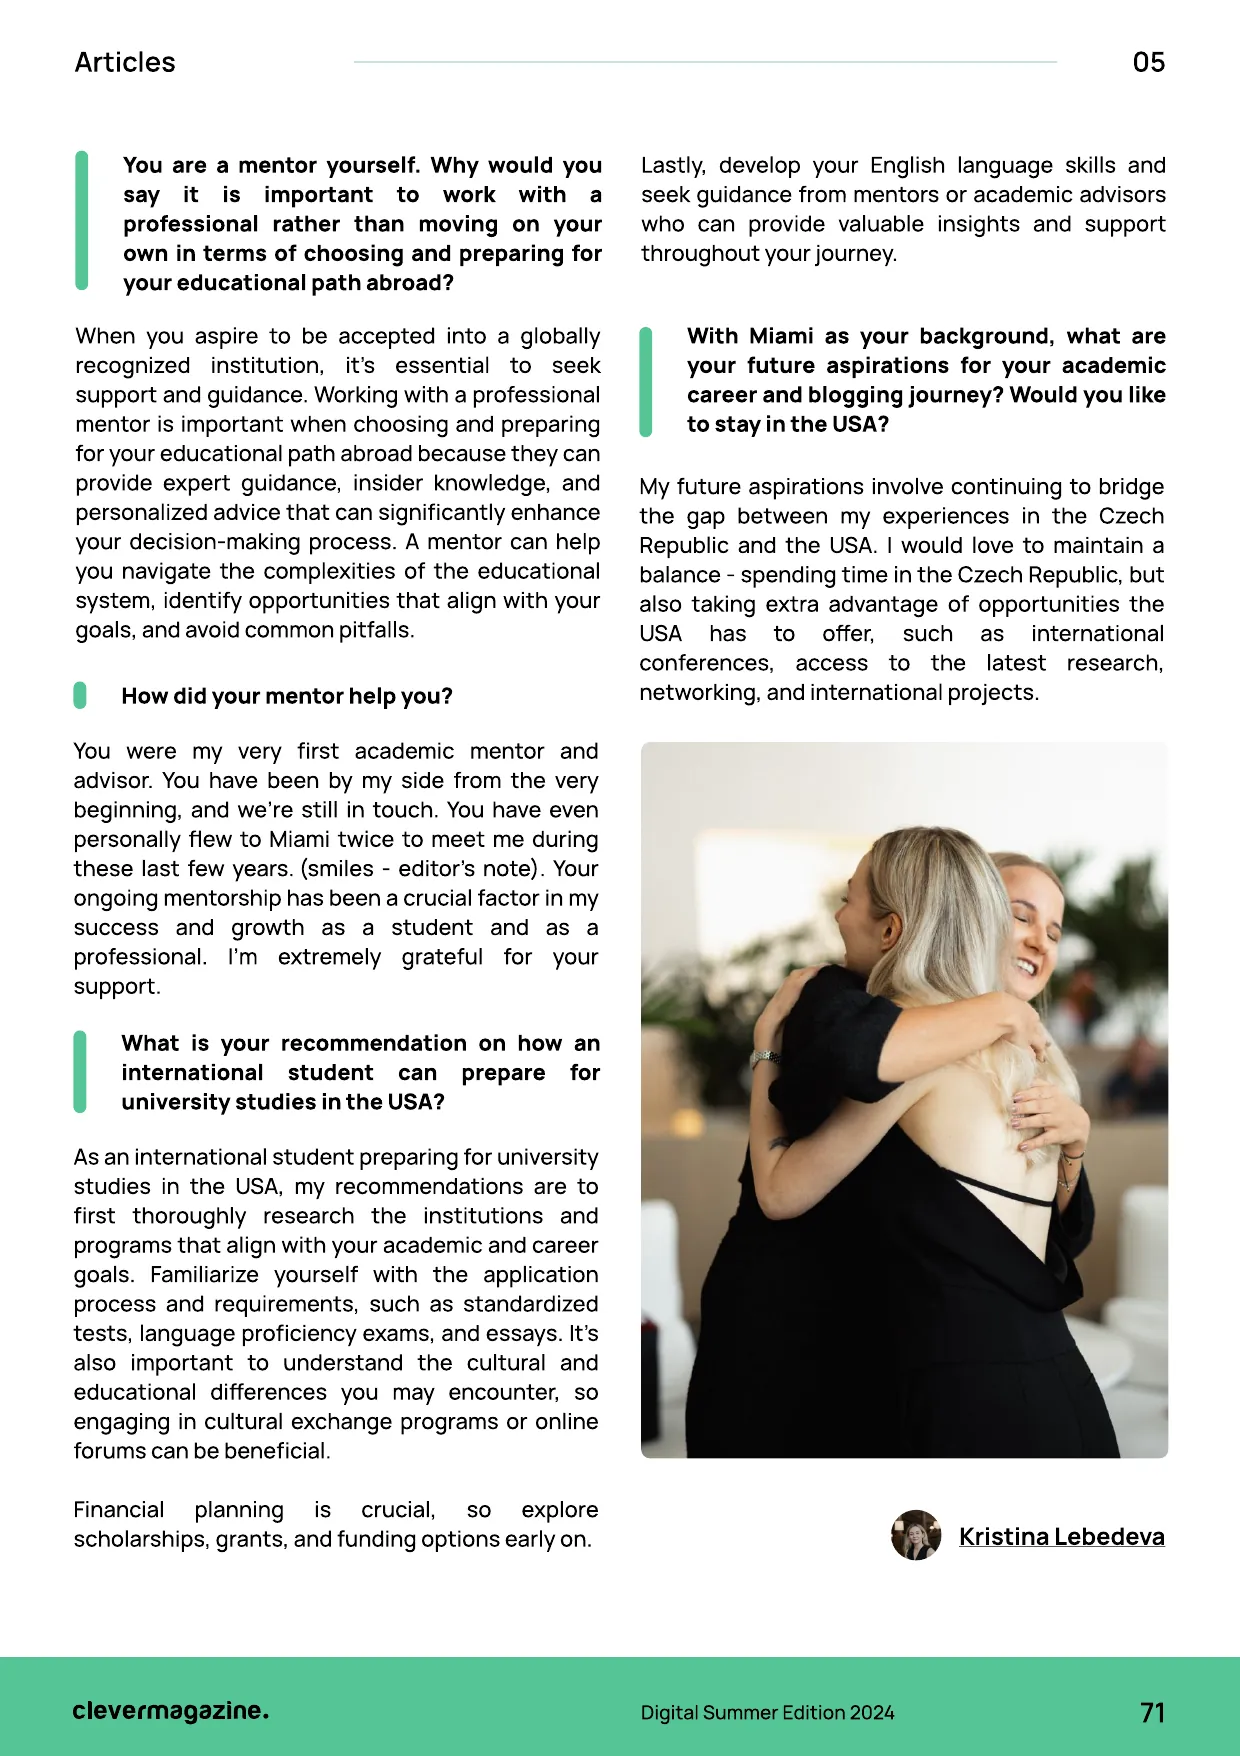 Articles
05
You are a mentor yourself. Why would you
say it is important to work with a
professional rather than moving on your
own in terms of choosing and preparing for
your educational path abroad?
When you aspire to be accepted into a globally
recognized institution, it's essential to seek
support and guidance. Working with a professional
mentor is important when choosing and preparing
for your educational path abroad because they can
provide expert guidance, insider knowledge, and
personalized advice that can significantly enhance
your decision-making process. A mentor can help
you navigate the complexities of the educational
system, identify opportunities that align with your
goals, and avoid common pitfalls.
How did your mentor help you?
You were my very first academic mentor and
advisor. You have been by my side from the very
beginning, and we're still in touch. You have even
personally flew to Miami twice to meet me during
these last few years. (smiles - editor's note). Your
ongoing mentorship has been a crucial factor in my
success and growth as a student and as a
professional. I'm extremely grateful for your
support.
What is your recommendation on how an
international student can prepare for
university studies in the USA?
As an international student preparing for university
studies in the USA, my recommendations are to
first thoroughly research the institutions and
programs that align with your academic and career
goals. Familiarize yourself with the application
process and requirements, such as standardized
tests, language proficiency exams, and essays. It's
also important to understand the cultural and
educational differences you may encounter, so
engaging in cultural exchange programs or online
forums can be beneficial.
Financial planning is crucial, so explore
scholarships, grants, and funding options early on.
Lastly, develop your English language skills and
seek guidance from mentors or academic advisors
who can provide valuable insights and support
throughout your journey.
With Miami as your background, what are
your future aspirations for your academic
career and blogging journey? Would you like
to stay in the USA?
My future aspirations involve continuing to bridge
the gap between my experiences in the Czech
Republic and the USA. I would love to maintain a
balance - spending time in the Czech Republic, but
also taking extra advantage of opportunities the
USA has to offer, such as international
conferences, access to the latest research,
networking, and international projects.
Kristina Lebedeva
clevermagazine.
Digital Summer Edition 2024
71